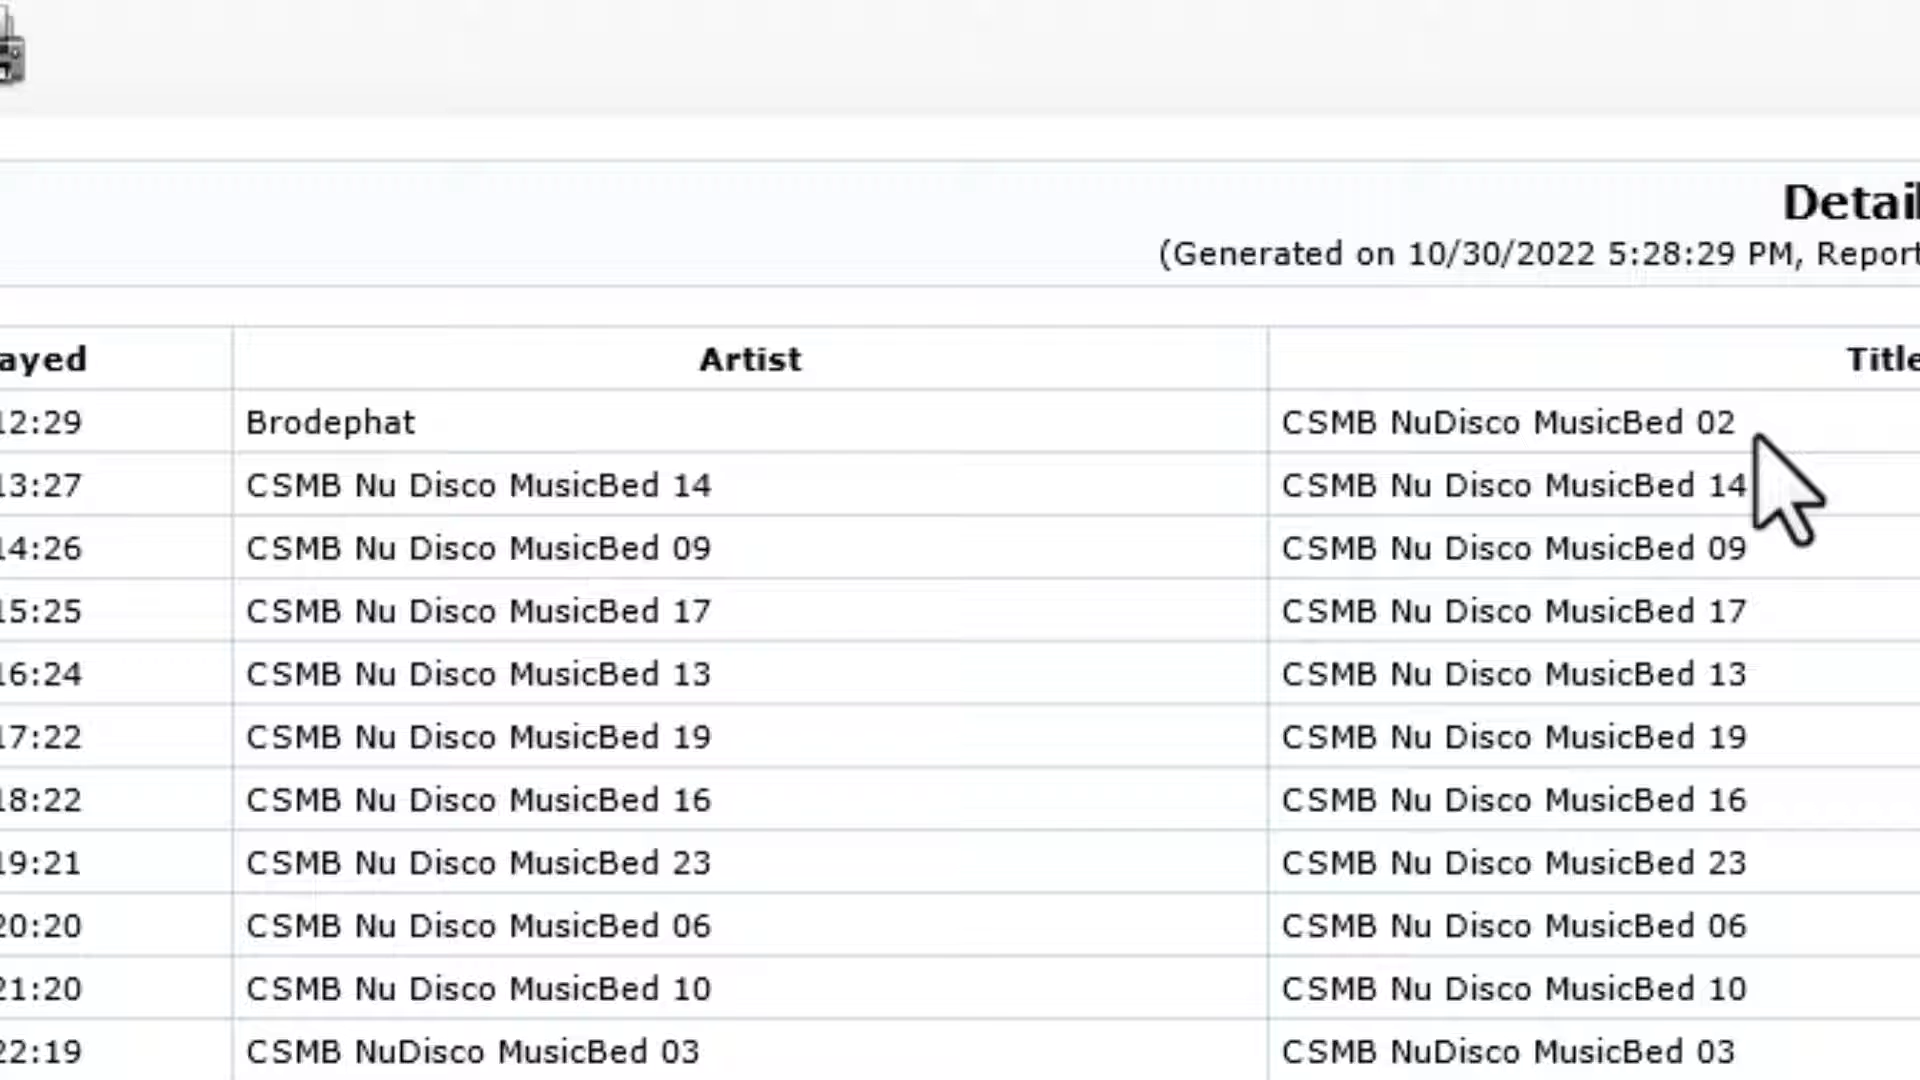 Detail
(Generated on 10/30/2022 5:28:29 PM, Report
ayed Artist Title
12:29 Brodephat CSMB NuDisco MusicBed 02
13:27 CSMB Nu Disco MusicBed 14 CSMB Nu Disco MusicBed 14
14:26 CSMB Nu Disco MusicBed 09 CSMB Nu Disco MusicBed 09
15:25 CSMB Nu Disco MusicBed 17 CSMB Nu Disco MusicBed 17
16:24 CSMB Nu Disco MusicBed 13 CSMB Nu Disco MusicBed 13
17:22 CSMB Nu Disco MusicBed 19 CSMB Nu Disco MusicBed 19
18:22 CSMB Nu Disco MusicBed 16 CSMB Nu Disco MusicBed 16
19:21 CSMB Nu Disco MusicBed 23 CSMB Nu Disco MusicBed 23
20:20 CSMB Nu Disco MusicBed 06 CSMB Nu Disco MusicBed 06
21:20 CSMB Nu Disco MusicBed 10 CSMB Nu Disco MusicBed 10
22:19 CSMB NuDisco MusicBed 03 CSMB NuDisco MusicBed 03